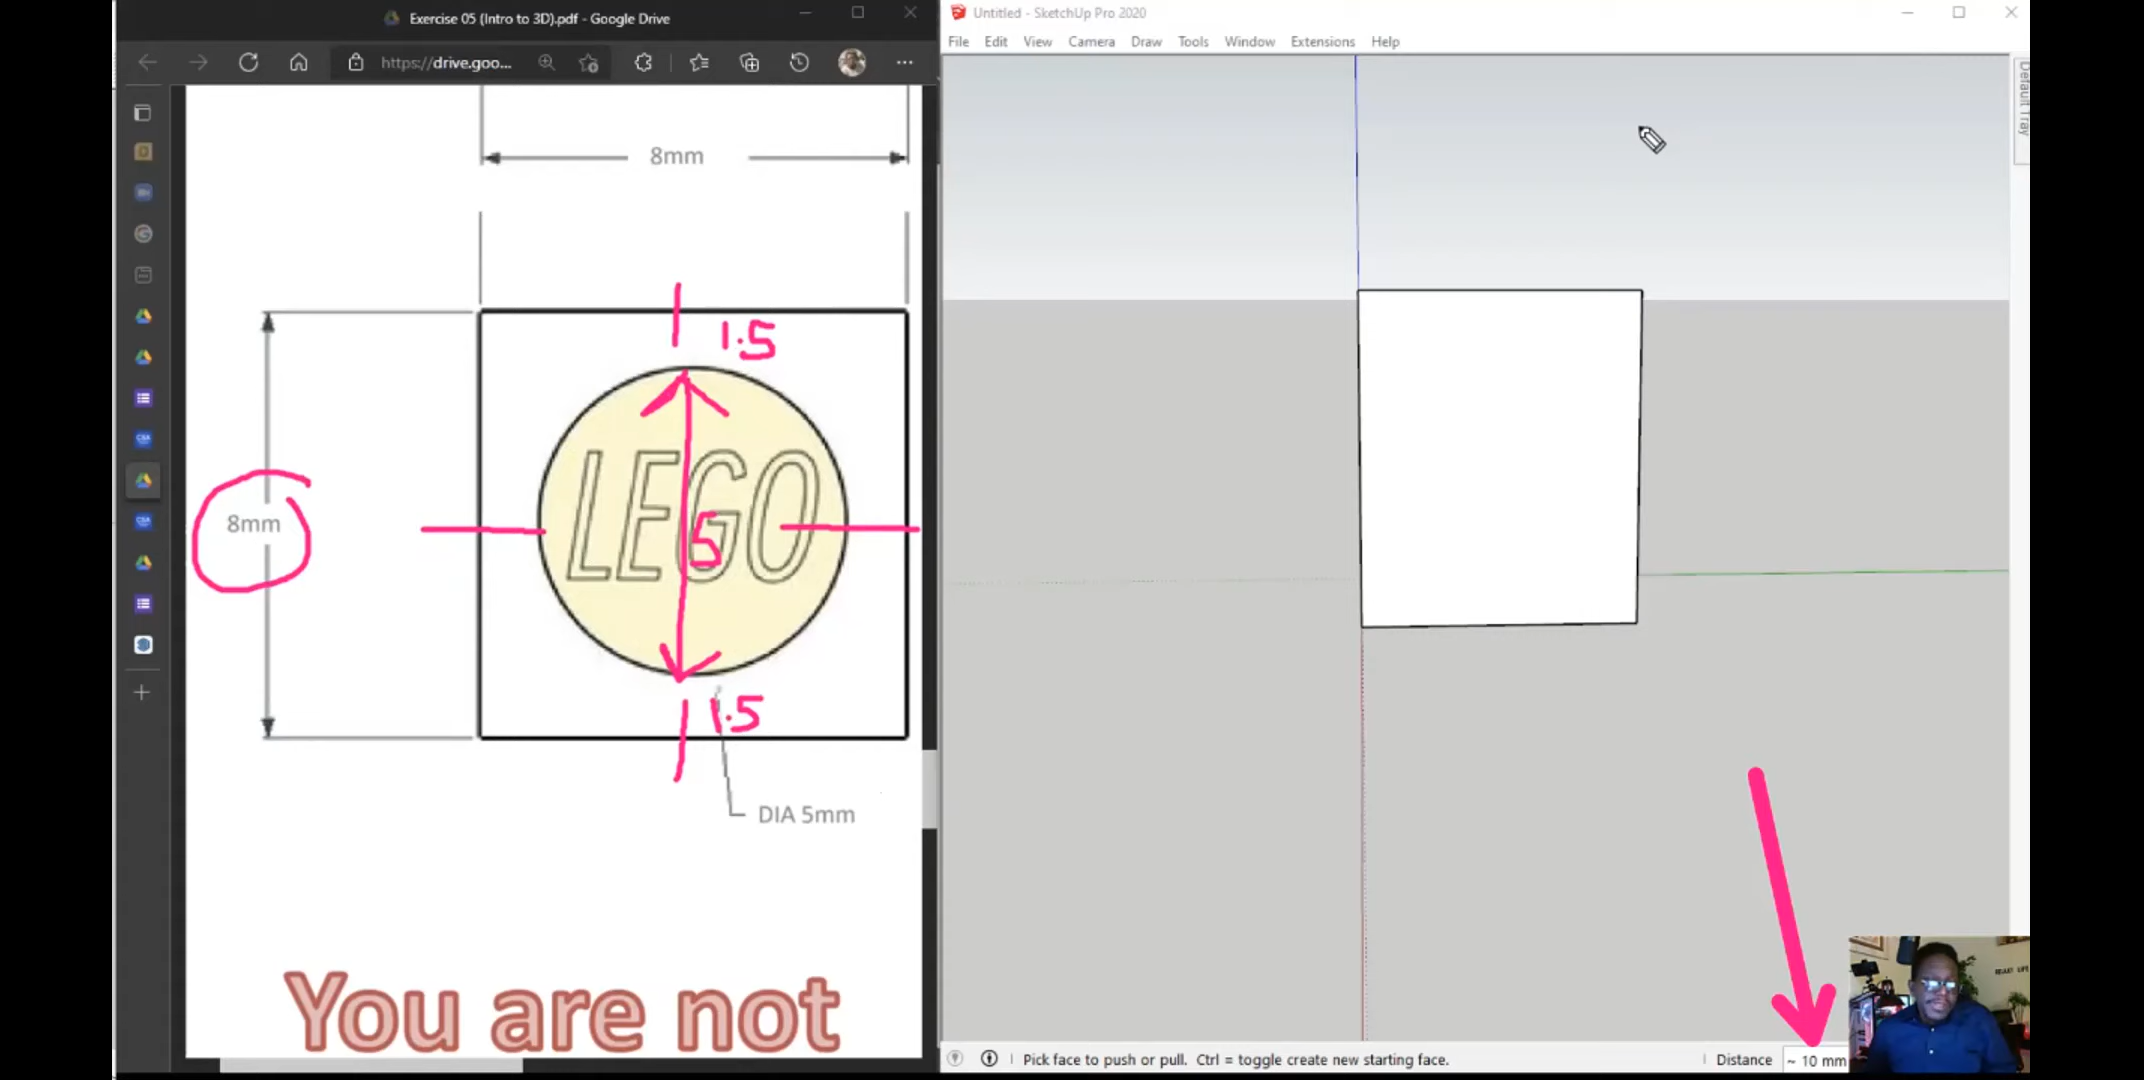 Exercise 05 (Intro to 3D).pdf - Google Drive
https://drive.goo...
8mm
1.5
8mm
LEGO
5
1.5
DIA 5mm
You are not
Untitled - SketchUp Pro 2020
File Edit View Camera Draw Tools Window Extensions Help
Default Tray
Pick face to push or pull. Ctrl = toggle create new starting face.
Distance ~ 10 mm